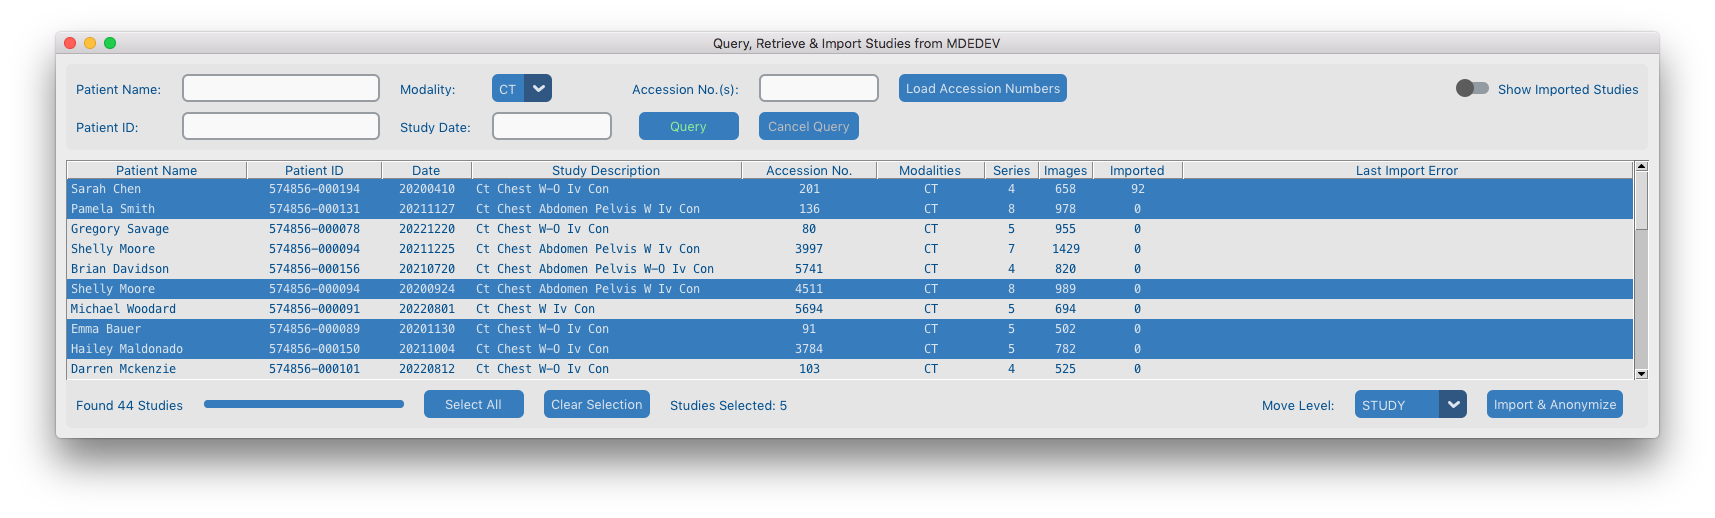 Query, Retrieve & Import Studies from MDEDEV
Patient Name: Modality: CT Accession No.(s): Load Accession Numbers Show Imported Studies
Patient ID: Study Date: Query Cancel Query
Patient Name Patient ID Date Study Description Accession No. Modalities Series Images Imported Last Import Error
Sarah Chen 574856-000194 20200410 Ct Chest W-O Iv Con 201 CT 4 658 92
Pamela Smith 574856-000131 20211127 Ct Chest Abdomen Pelvis W Iv Con 136 CT 8 978 0
Gregory Savage 574856-000078 20221220 Ct Chest W-O Iv Con 80 CT 5 955 0
Shelly Moore 574856-000094 20211225 Ct Chest Abdomen Pelvis W Iv Con 3997 CT 7 1429 0
Brian Davidson 574856-000156 20210720 Ct Chest Abdomen Pelvis W-O Iv Con 5741 CT 4 820 0
Shelly Moore 574856-000094 20200924 Ct Chest Abdomen Pelvis W Iv Con 4511 CT 8 989 0
Michael Woodard 574856-000091 20220801 Ct Chest W Iv Con 5694 CT 5 694 0
Emma Bauer 574856-000089 20201130 Ct Chest W-O Iv Con 91 CT 5 502 0
Hailey Maldonado 574856-000150 20211004 Ct Chest W-O Iv Con 3784 CT 5 782 0
Darren Mckenzie 574856-000101 20220812 Ct Chest W-O Iv Con 103 CT 4 525 0
Found 44 Studies Select All Clear Selection Studies Selected: 5 Move Level: STUDY Import & Anonymize